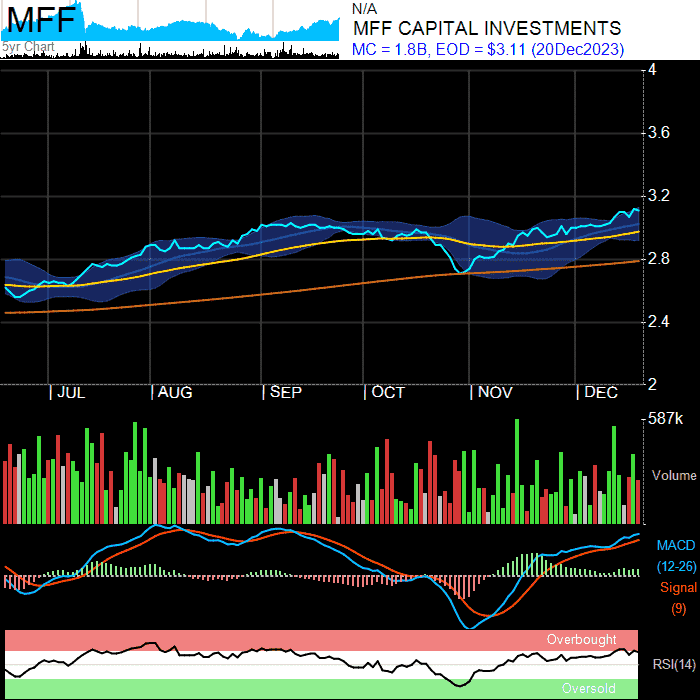 MFF
5yr Chart
N/A
MFF CAPITAL INVESTMENTS
MC = 1.8B, EOD = $3.11 (20Dec2023)
4
3.6
3.2
2.8
2.4
2
JUL AUG SEP OCT NOV DEC
587k
Volume
MACD
(12-26)
Signal
(9)
Overbought
RSI(14)
Oversold